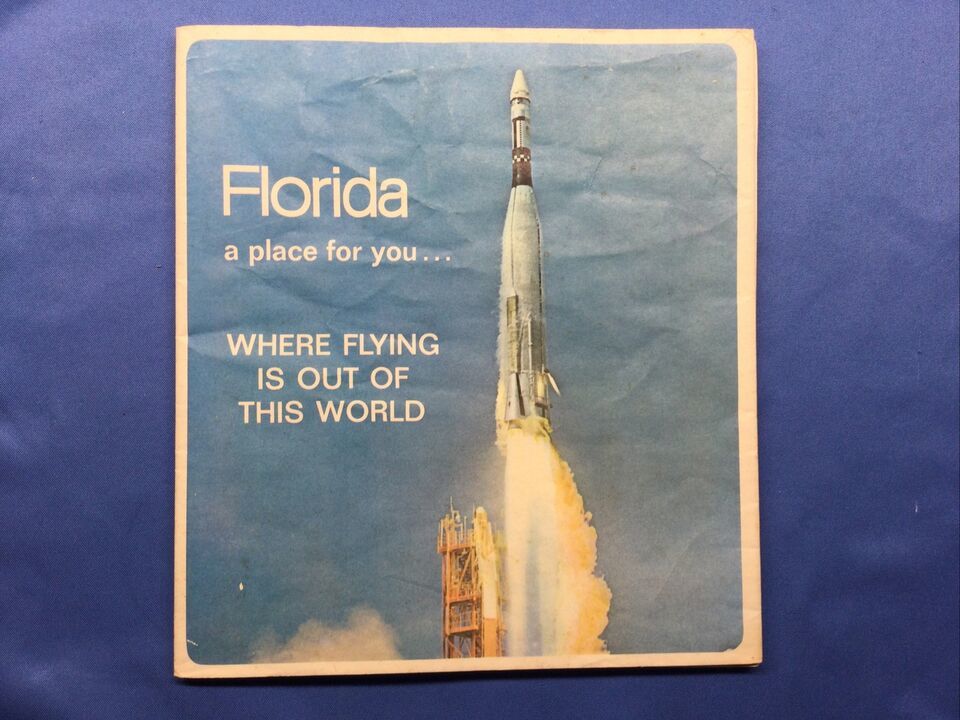 Florida
a place for you...
WHERE FLYING
IS OUT OF
THIS WORLD